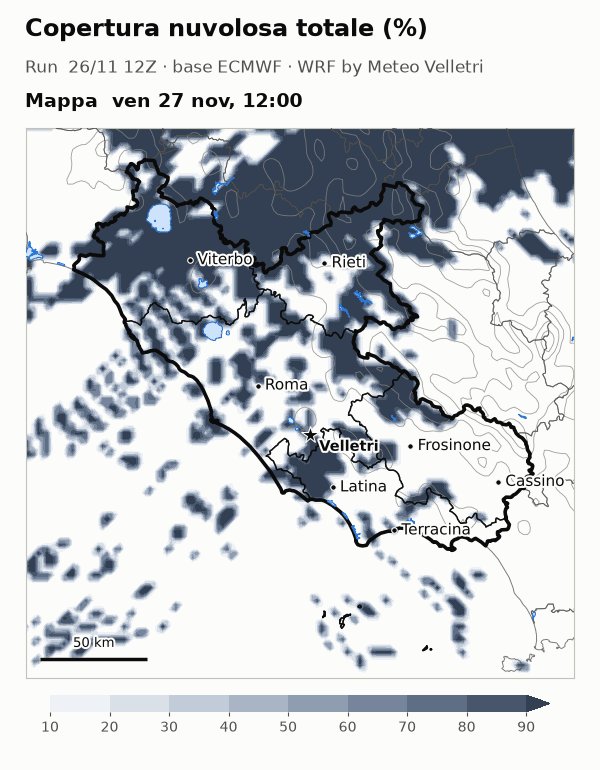 Copertura nuvolosa totale (%)
Run  26/11 12Z · base ECMWF · WRF by Meteo Velletri
Mappa  ven 27 nov, 12:00
Viterbo
Rieti
Roma
Velletri
Frosinone
Latina
Cassino
Terracina
50 km
10 20 30 40 50 60 70 80 90